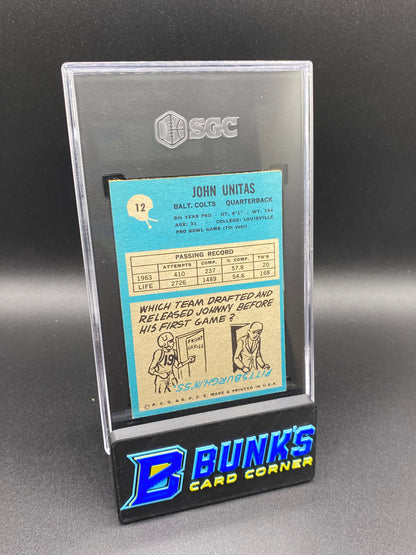 SGC
12
JOHN UNITAS
BALT. COLTS QUARTERBACK
9th YEAR PRO - HT. 6'1" - WT. 196
AGE: 31 - COLLEGE: LOUISVILLE
PRO BOWL GAME (7th year)
PASSING RECORD
ATTEMPTS COMP. % COMP. TD'S
1963 410 237 57.8 20
LIFE 2726 1489 54.6 168
WHICH TEAM DRAFTED AND
RELEASED JOHNNY BEFORE
HIS FIRST GAME?
19
FRONT
OFFICE
PITTSBURGH IN '55
© P. C. G. & P. C. E. MADE & PRINTED IN U.S.A.
B BUNK'S
CARD CORNER